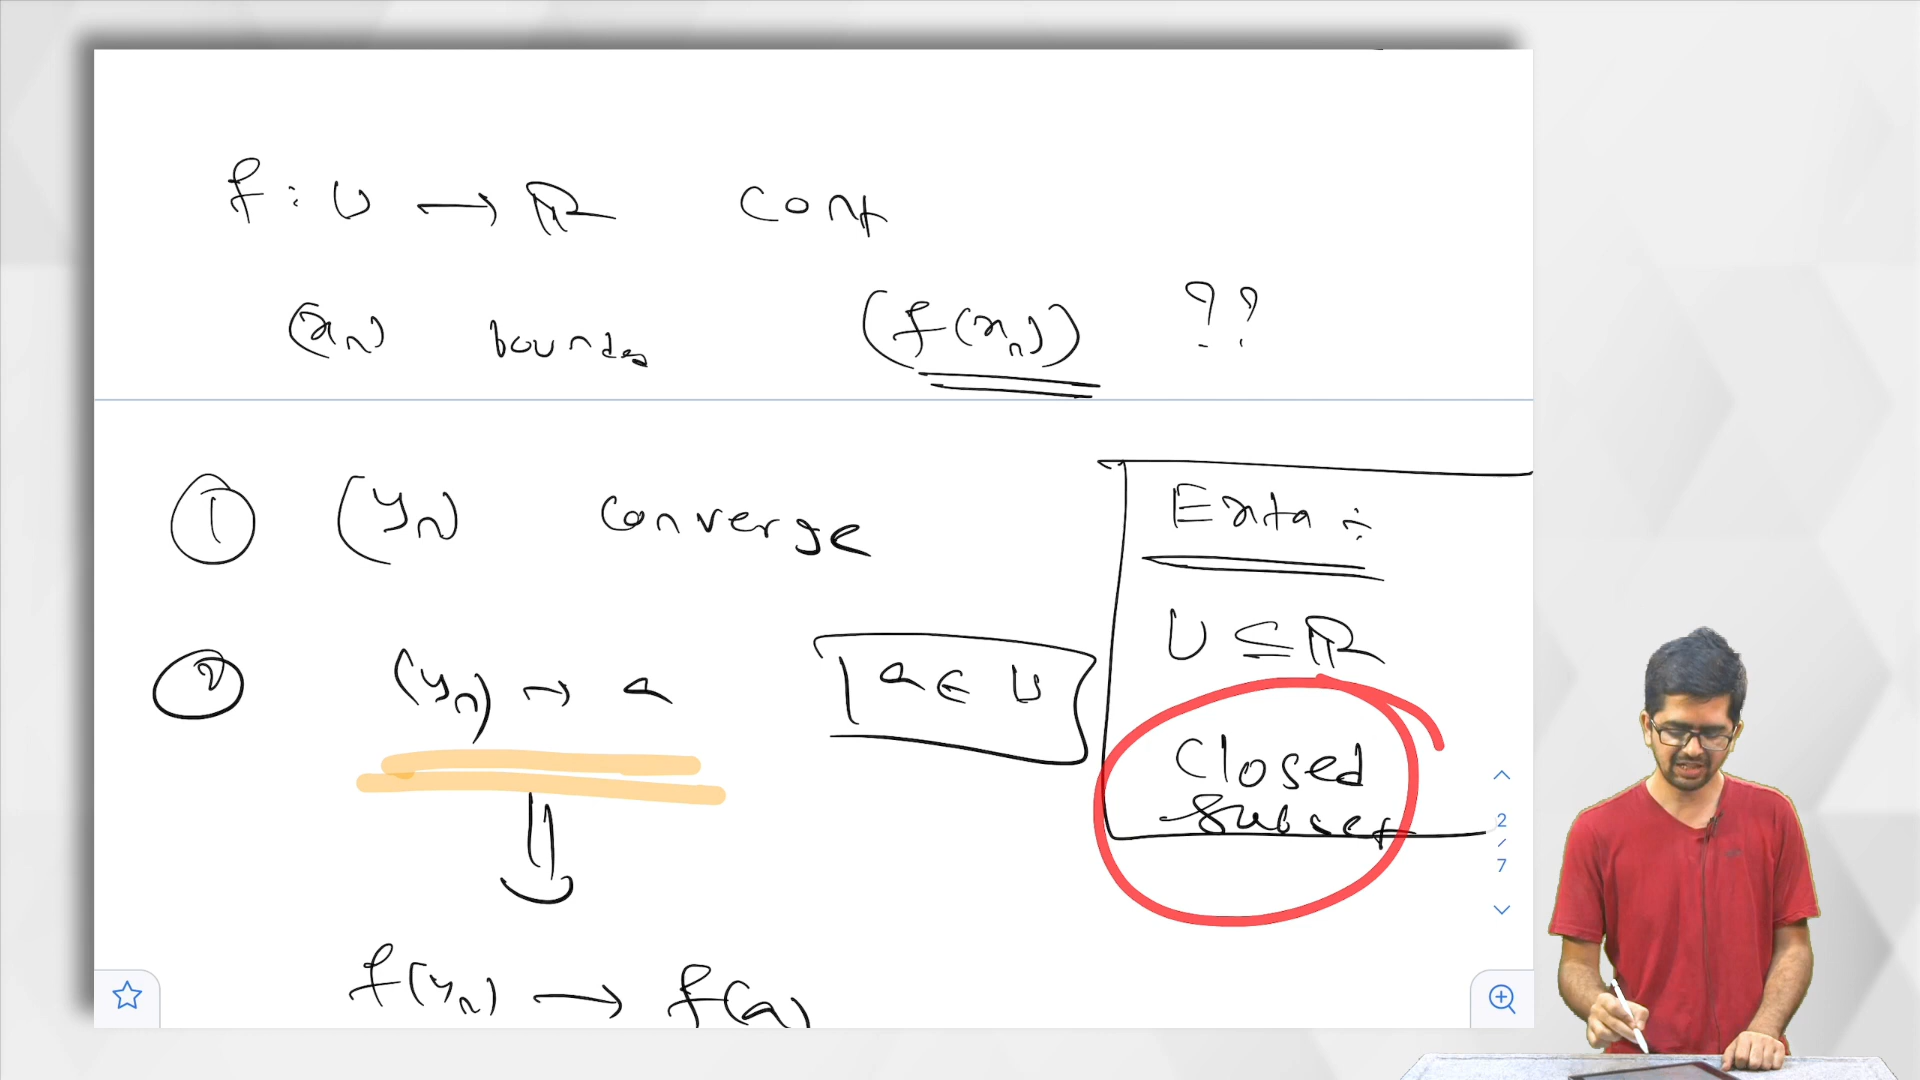 f : U → ℝ cont
(xₙ) bounded (f(xₙ)) ??
① (yₙ) converge
② (yₙ) → a a ∈ U
f(yₙ) → f(a)
Extra :
U ⊆ ℝ
Closed
subset
2
/
7